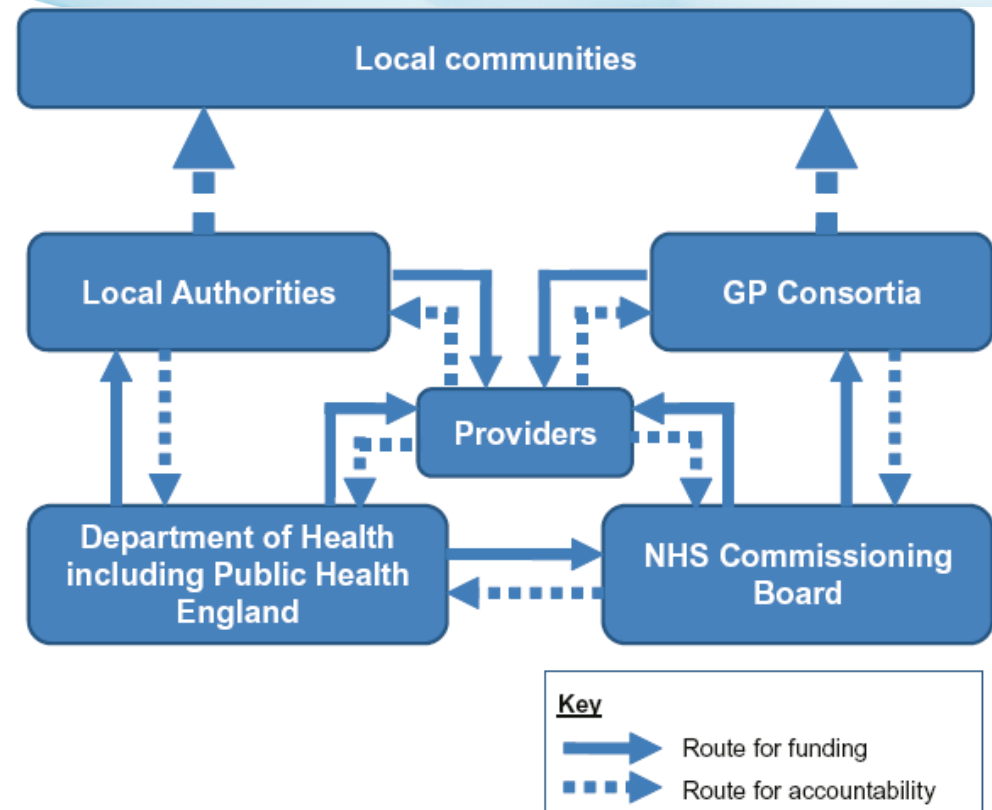 Local communities
Local Authorities
GP Consortia
Providers
Department of Health
including Public Health
England
NHS Commissioning
Board
Key
Route for funding
Route for accountability